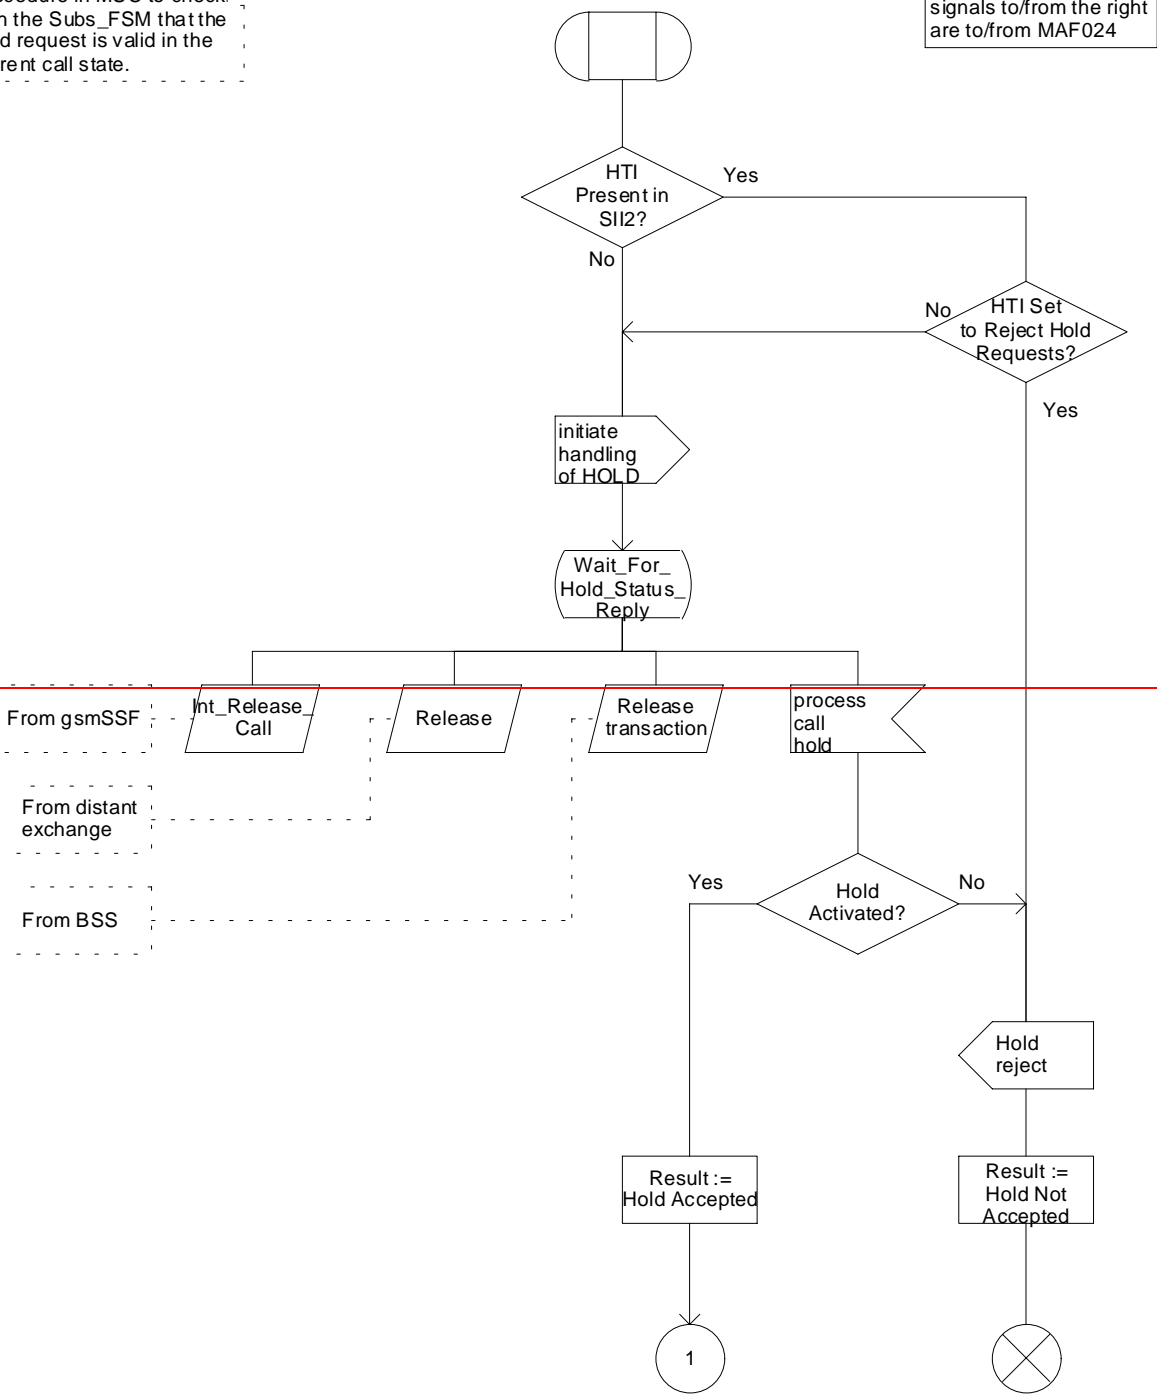 n the Subs_FSM that the
d request is valid in the
rent call state.
signals to/from the right
are to/from MAF024
HTI
Present in
SII2?
Yes
No
HTI Set
to Reject Hold
Requests?
No
Yes
initiate
handling
of HOLD
Wait_For_
Hold_Status_
Reply
From gsmSSF
Int_Release_
Call
Release
Release
transaction
process
call
hold
From distant
exchange
From BSS
Yes
Hold
Activated?
No
Hold
reject
Result :=
Hold Accepted
Result :=
Hold Not
Accepted
1